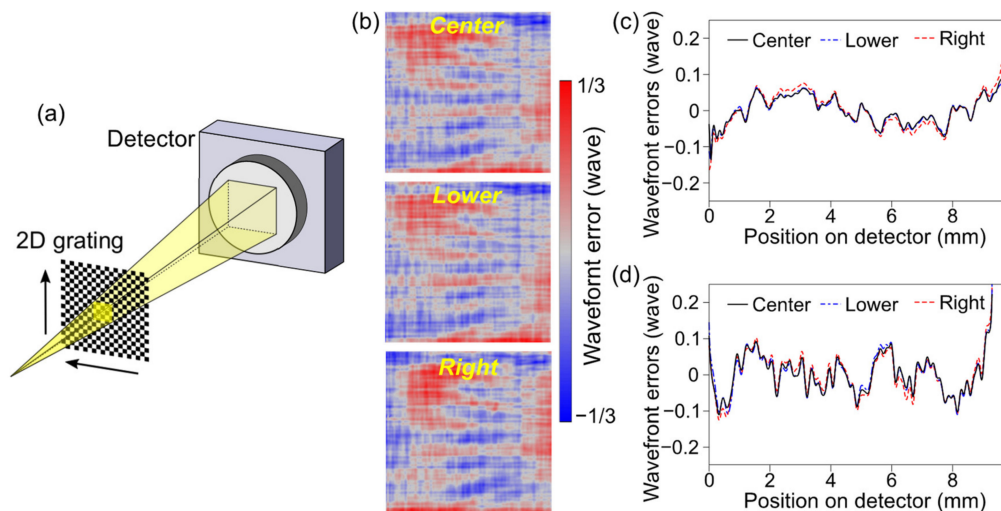 (a)
Detector
2D grating
(b)
Center
Lower
Right
1/3
Waveformt error (wave)
−1/3
(c)
Wavefront errors (wave)
0.2
0.1
0
−0.1
−0.2
Center Lower Right
0 2 4 6 8
Position on detector (mm)
(d)
Wavefront errors (wave)
0.2
0.1
0
−0.1
−0.2
Center Lower Right
0 2 4 6 8
Position on detector (mm)